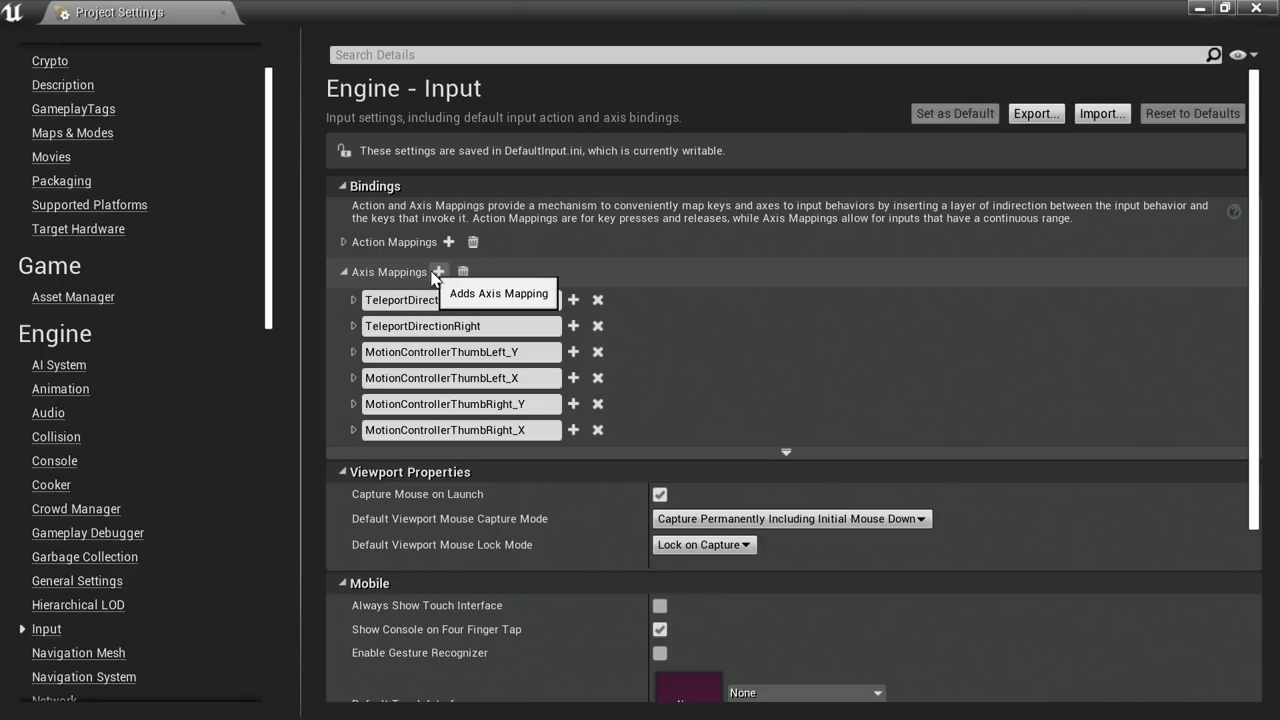 Project Settings
Crypto
Description
GameplayTags
Maps & Modes
Movies
Packaging
Supported Platforms
Target Hardware
Game
Asset Manager
Engine
AI System
Animation
Audio
Collision
Console
Cooker
Crowd Manager
Gameplay Debugger
Garbage Collection
General Settings
Hierarchical LOD
Input
Navigation Mesh
Navigation System
Network
Search Details
Engine - Input
Input settings, including default input action and axis bindings.
Set as Default
Export...
Import...
Reset to Defaults
These settings are saved in DefaultInput.ini, which is currently writable.
Bindings
Action and Axis Mappings provide a mechanism to conveniently map keys and axes to input behaviors by inserting a layer of indirection between the input behavior and
the keys that invoke it. Action Mappings are for key presses and releases, while Axis Mappings allow for inputs that have a continuous range.
Action Mappings
Axis Mappings
Adds Axis Mapping
TeleportDirect
TeleportDirectionRight
MotionControllerThumbLeft_Y
MotionControllerThumbLeft_X
MotionControllerThumbRight_Y
MotionControllerThumbRight_X
Viewport Properties
Capture Mouse on Launch
Default Viewport Mouse Capture Mode
Capture Permanently Including Initial Mouse Down
Default Viewport Mouse Lock Mode
Lock on Capture
Mobile
Always Show Touch Interface
Show Console on Four Finger Tap
Enable Gesture Recognizer
None